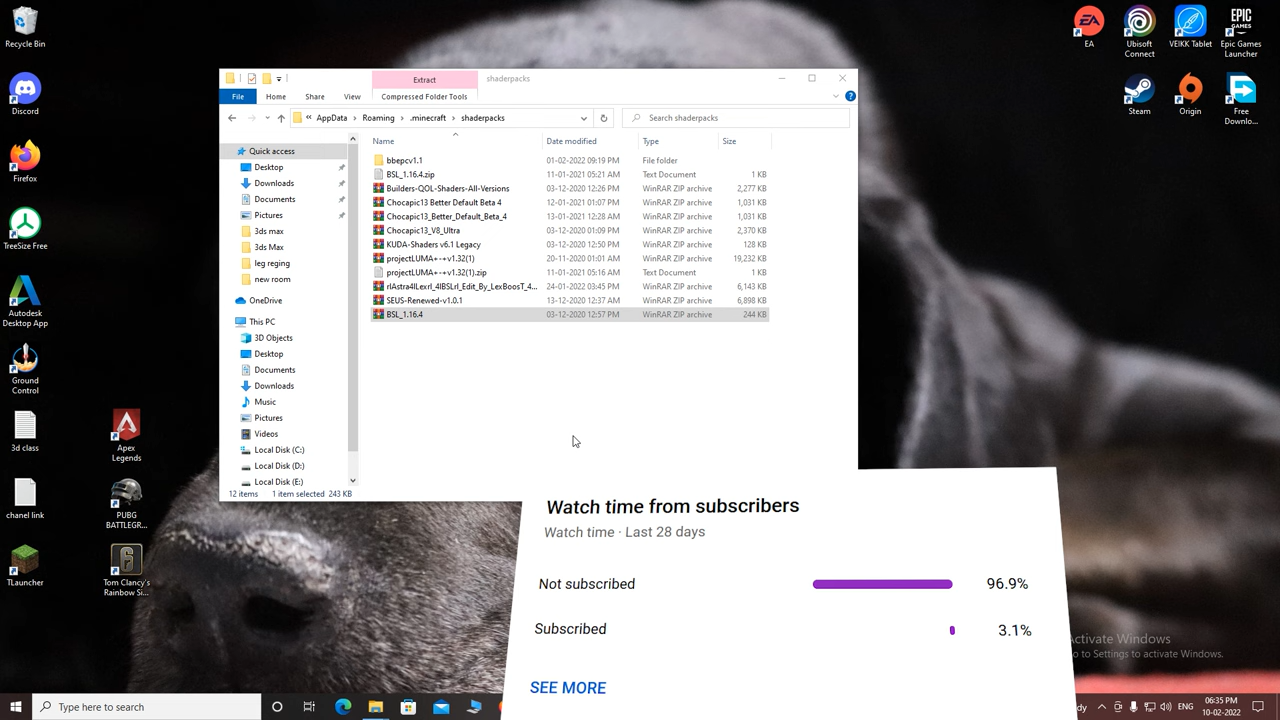 Recycle Bin
Discord
Firefox
TreeSize Free
Autodesk
Desktop App
Ground
Control
3d class
chanel link
TLauncher
Apex
Legends
PUBG
BATTLEGR...
Tom Clancy's
Rainbow Si...
EA
Ubisoft
Connect
VEIKK Tablet
Epic Games
Launcher
Steam
Origin
Free
Downlo...
EA
EPIC
GAMES
Extract
shaderpacks
File
Home
Share
View
Compressed Folder Tools
« AppData › Roaming › .minecraft › shaderpacks
Search shaderpacks
Name
Date modified
Type
Size
bbepcv1.1 01-02-2022 09:19 PM File folder
BSL_1.16.4.zip 11-01-2021 05:21 AM Text Document 1 KB
Builders-QOL-Shaders-All-Versions 03-12-2020 12:26 PM WinRAR ZIP archive 2,277 KB
Chocapic13 Better Default Beta 4 12-01-2021 01:07 PM WinRAR ZIP archive 1,031 KB
Chocapic13_Better_Default_Beta_4 13-01-2021 12:28 AM WinRAR ZIP archive 1,031 KB
Chocapic13_V8_Ultra 03-12-2020 01:09 PM WinRAR ZIP archive 2,370 KB
KUDA-Shaders v6.1 Legacy 03-12-2020 12:50 PM WinRAR ZIP archive 128 KB
projectLUMA+-+v1.32(1) 20-11-2020 01:01 AM WinRAR ZIP archive 19,232 KB
projectLUMA+-+v1.32(1).zip 11-01-2021 05:16 AM Text Document 1 KB
rlAstra4lLexrl_4lBSLrl_Edit_By_LexBoosT_4... 24-01-2022 03:45 PM WinRAR ZIP archive 6,143 KB
SEUS-Renewed-v1.0.1 13-12-2020 12:37 AM WinRAR ZIP archive 6,898 KB
BSL_1.16.4 03-12-2020 12:57 PM WinRAR ZIP archive 244 KB
Quick access
Desktop
Downloads
Documents
Pictures
3ds max
3ds Max
leg reging
new room
OneDrive
This PC
3D Objects
Desktop
Documents
Downloads
Music
Pictures
Videos
Local Disk (C:)
Local Disk (D:)
Local Disk (E:)
12 items 1 item selected 243 KB
Watch time from subscribers
Watch time · Last 28 days
Not subscribed 96.9%
Subscribed 3.1%
SEE MORE
Activate Windows
Go to Settings to activate Windows.
Type here to search
ENG
06:35 PM
10-02-2022